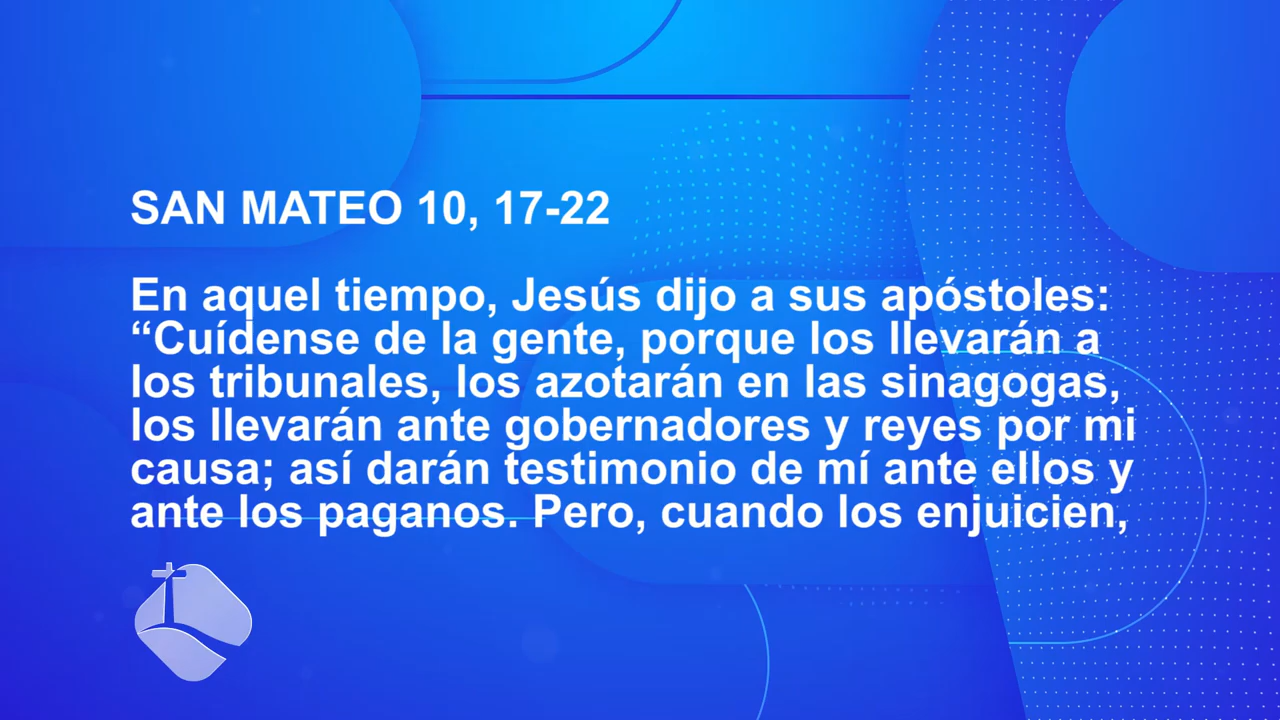 SAN MATEO 10, 17-22
En aquel tiempo, Jesús dijo a sus apóstoles:
“Cuídense de la gente, porque los llevarán a
los tribunales, los azotarán en las sinagogas,
los llevarán ante gobernadores y reyes por mi
causa; así darán testimonio de mí ante ellos y
ante los paganos. Pero, cuando los enjuicien,